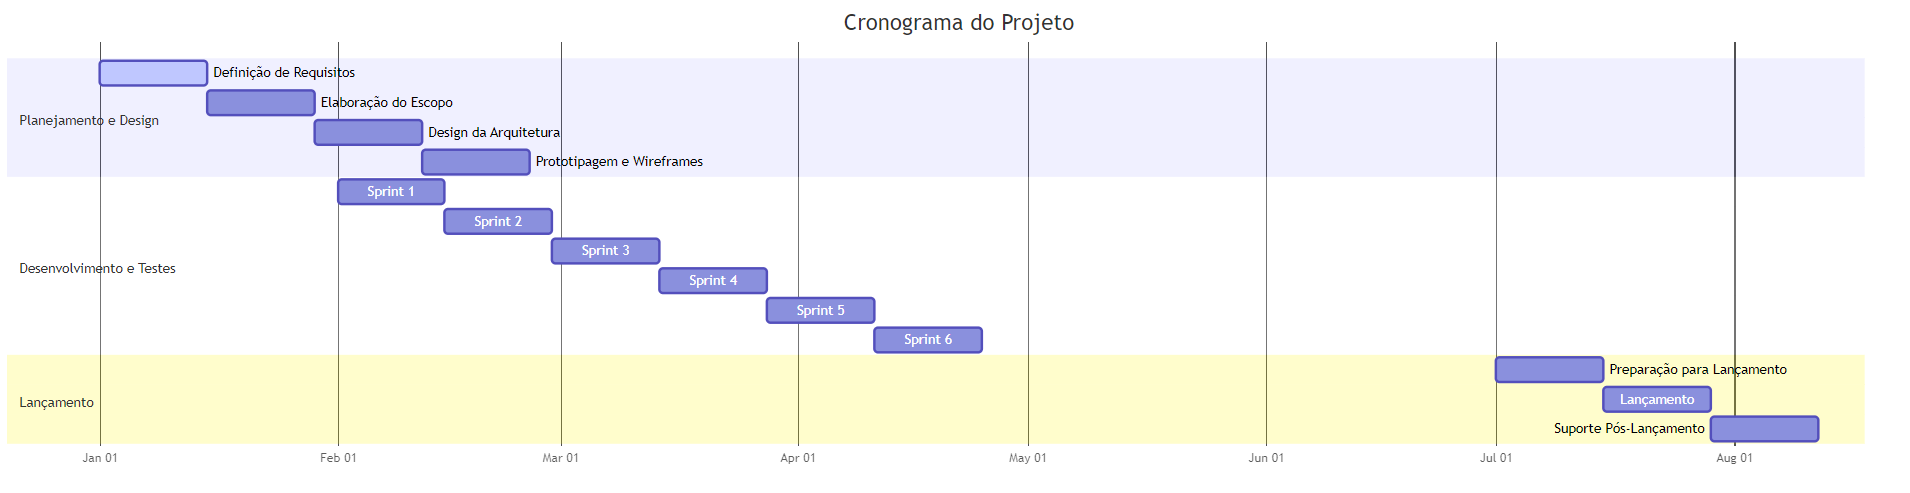 Cronograma do Projeto
Planejamento e Design
Definição de Requisitos
Elaboração do Escopo
Design da Arquitetura
Prototipagem e Wireframes
Desenvolvimento e Testes
Sprint 1
Sprint 2
Sprint 3
Sprint 4
Sprint 5
Sprint 6
Lançamento
Preparação para Lançamento
Lançamento
Suporte Pós-Lançamento
Jan 01
Feb 01
Mar 01
Apr 01
May 01
Jun 01
Jul 01
Aug 01